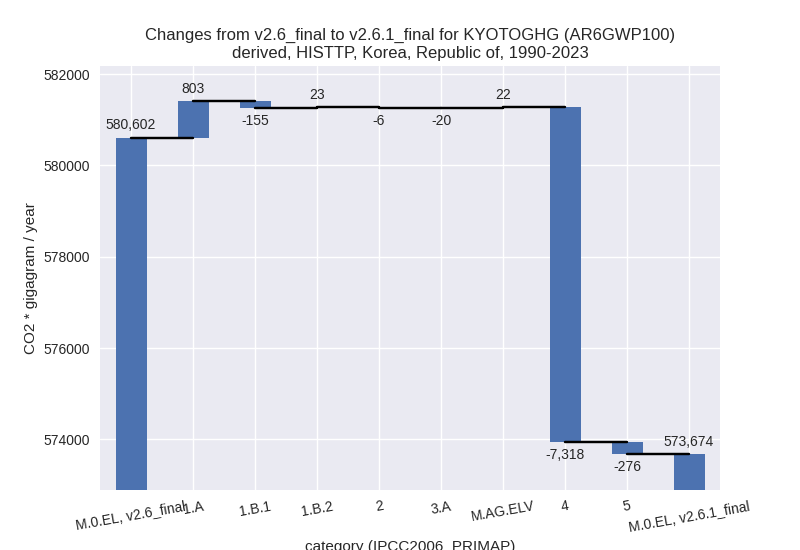 Changes from v2.6_final to v2.6.1_final for KYOTOGHG (AR6GWP100)
derived, HISTTP, Korea, Republic of, 1990-2023
CO2 * gigagram / year
582000
580000
578000
576000
574000
580,602
803
-155
23
-6
-20
22
-7,318
-276
573,674
M.0.EL, v2.6_final
1.A
1.B.1
1.B.2
2
3.A
M.AG.ELV
4
5
M.0.EL, v2.6.1_final
category (IPCC2006_PRIMAP)